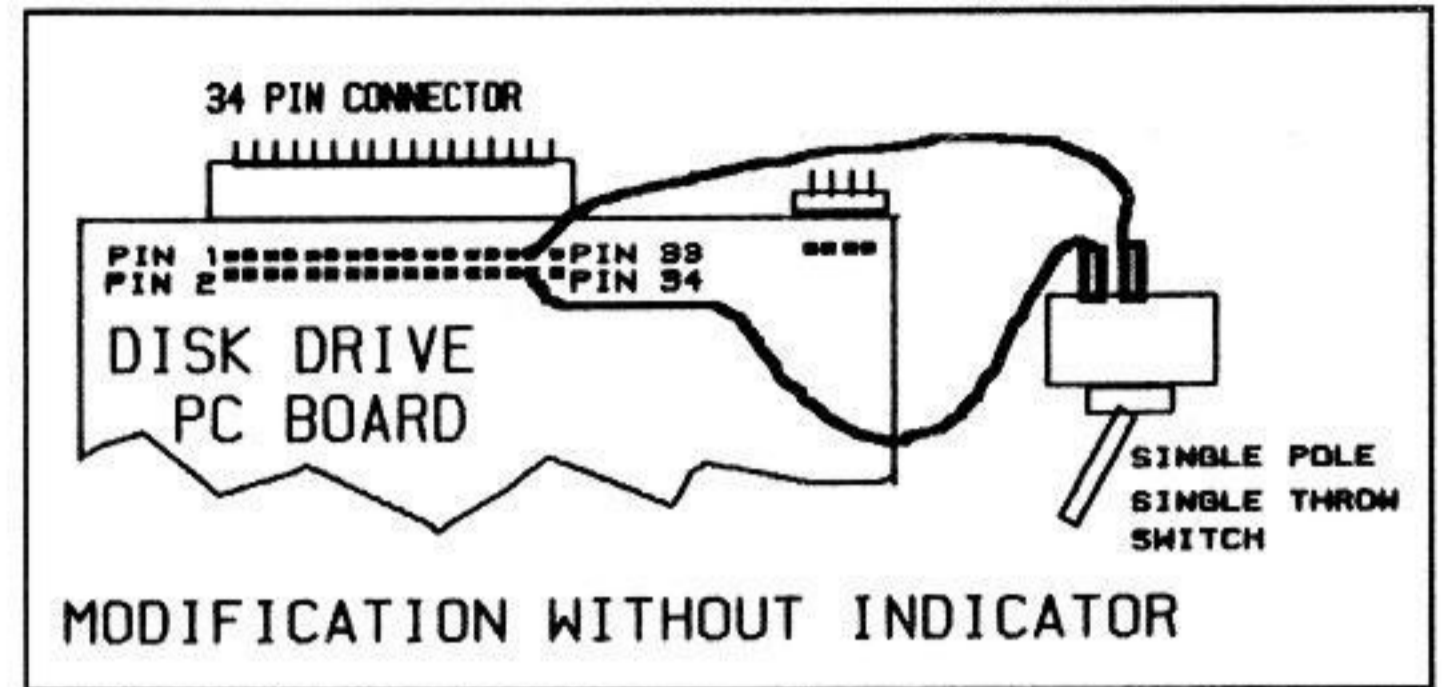 34 PIN CONNECTOR
PIN 1
PIN 33
PIN 2
PIN 34
DISK DRIVE
PC BOARD
SINGLE POLE
SINGLE THROW
SWITCH
MODIFICATION WITHOUT INDICATOR